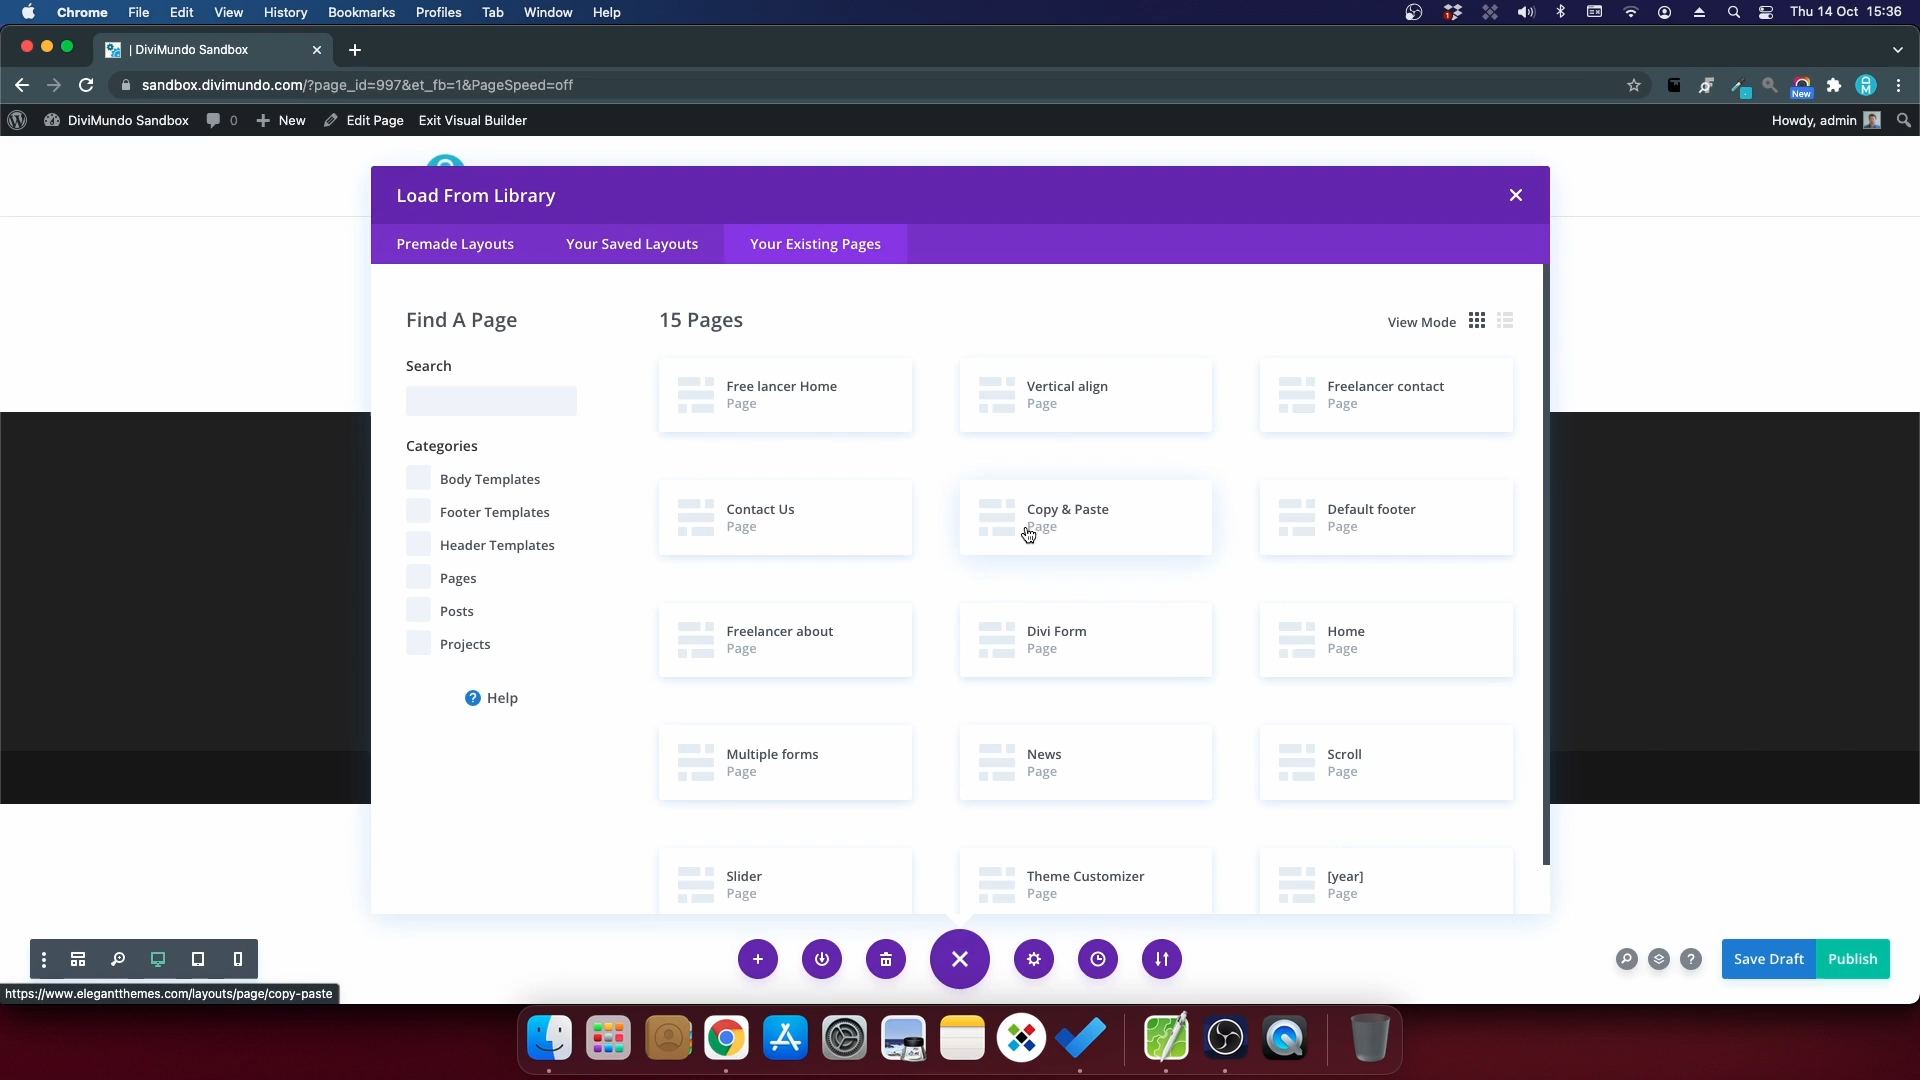 Chrome File Edit View History Bookmarks Profiles Tab Window Help
1
Thu 14 Oct 15:36
| DiviMundo Sandbox
sandbox.divimundo.com/?page_id=997&et_fb=1&PageSpeed=off
New
DiviMundo Sandbox 0 New Edit Page Exit Visual Builder
Howdy, admin
Load From Library
Premade Layouts Your Saved Layouts Your Existing Pages
Find A Page
15 Pages
View Mode
Search
Categories
Body Templates
Footer Templates
Header Templates
Pages
Posts
Projects
? Help
Free lancer Home
Page
Vertical align
Page
Freelancer contact
Page
Contact Us
Page
Copy & Paste
Page
Default footer
Page
Freelancer about
Page
Divi Form
Page
Home
Page
Multiple forms
Page
News
Page
Scroll
Page
Slider
Page
Theme Customizer
Page
[year]
Page
?
Save Draft Publish
https://www.elegantthemes.com/layouts/page/copy-paste